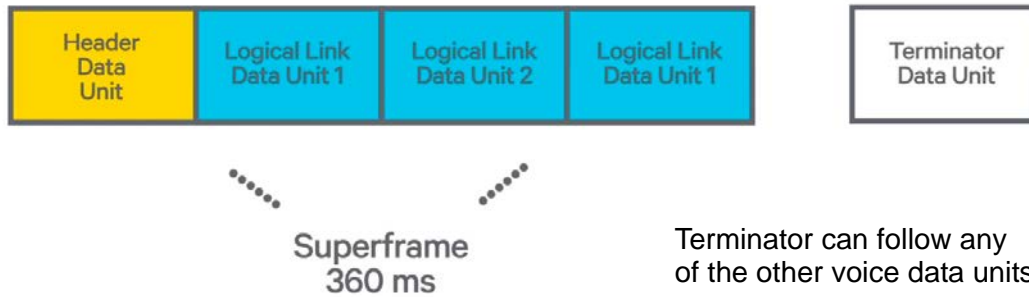 Header
Data
Unit
Logical Link
Data Unit 1
Logical Link
Data Unit 2
Logical Link
Data Unit 1
Terminator
Data Unit
Superframe
360 ms
Terminator can follow any
of the other voice data units